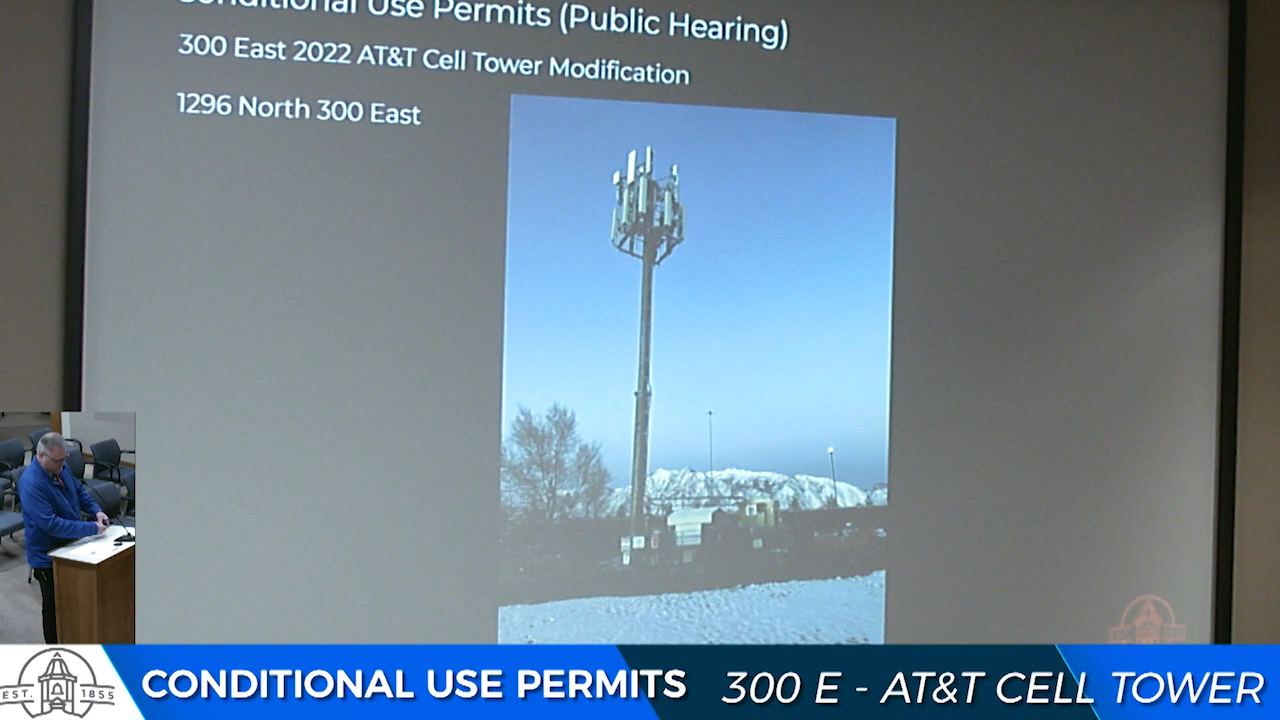 Conditional Use Permits (Public Hearing)
300 East 2022 AT&T Cell Tower Modification
1296 North 300 East
EST. 1855
CONDITIONAL USE PERMITS
300 E - AT&T CELL TOWER